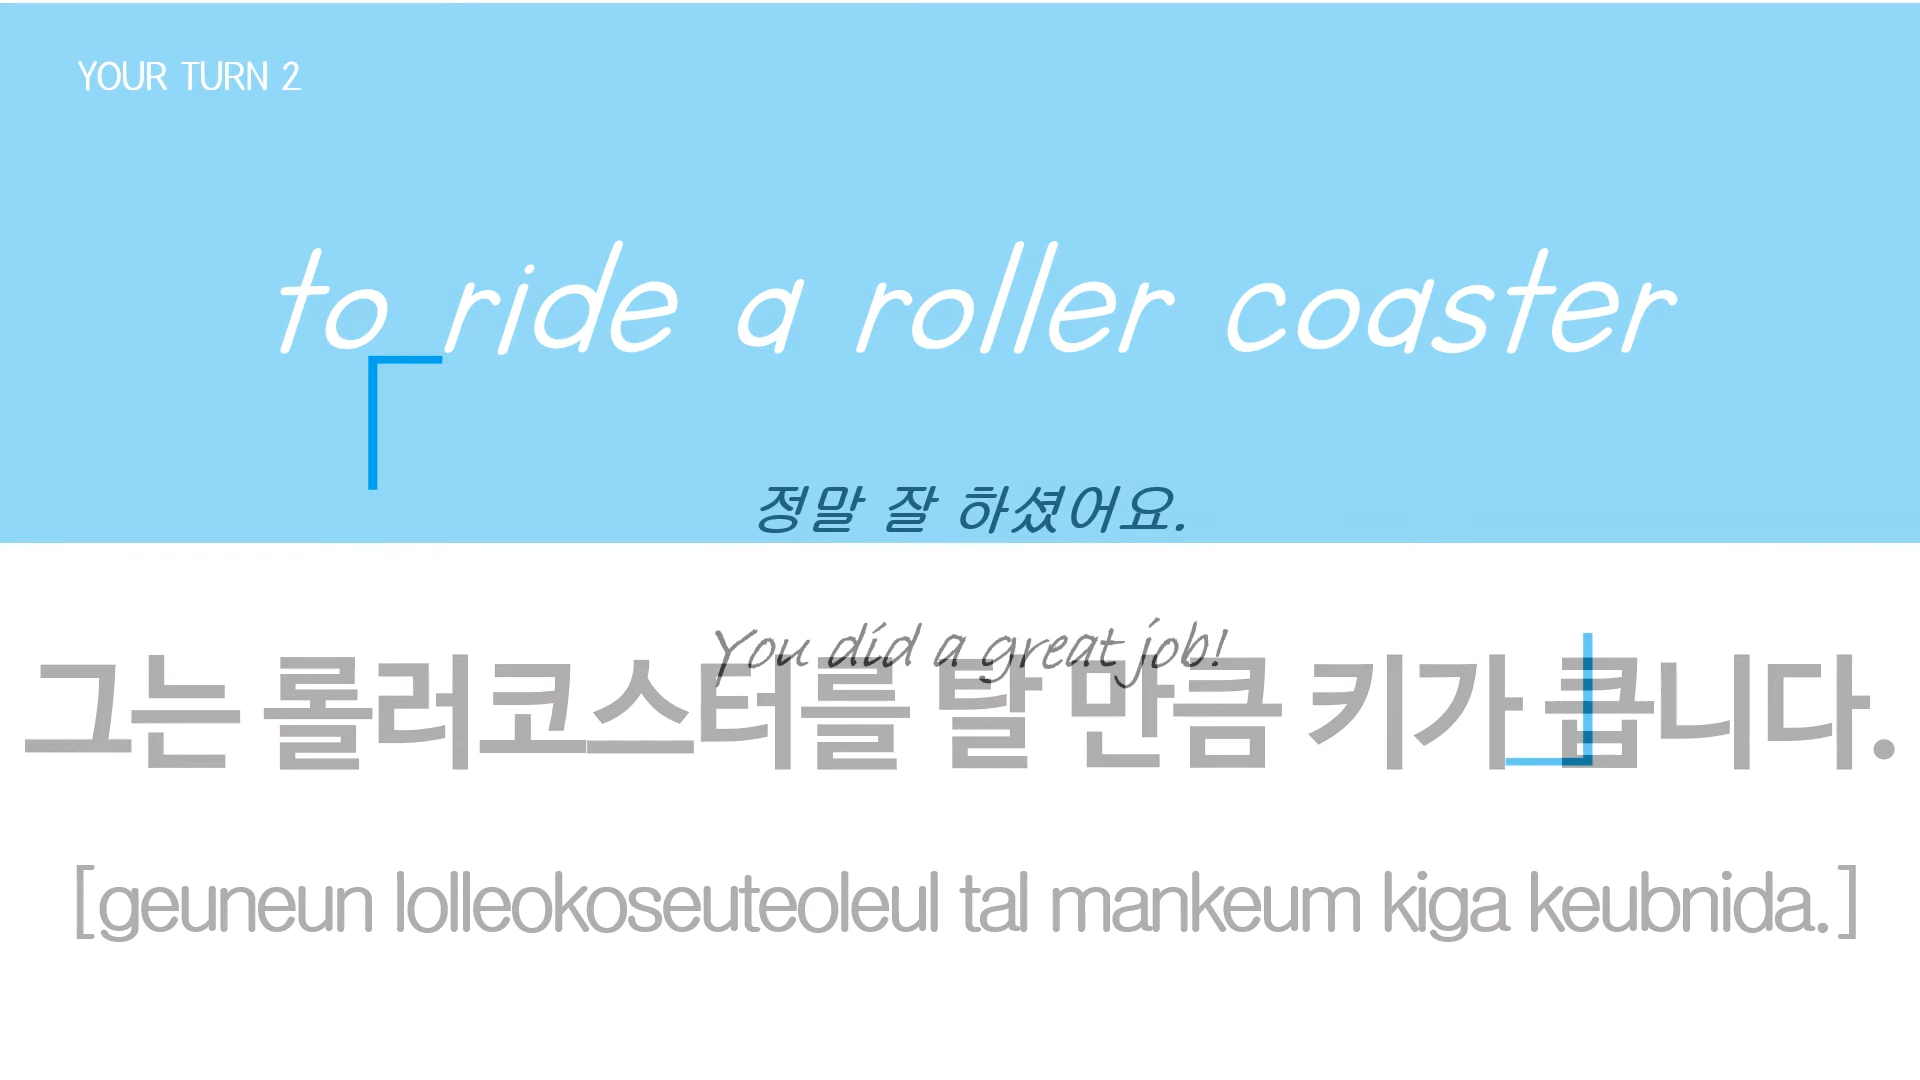 YOUR TURN 2
to ride a roller coaster
정말 잘 하셨어요.
You did a great job!
그는 롤러코스터를 탈 만큼 키가 큽니다.
[geuneun lolleokoseuteoleul tal mankeum kiga keubnida.]